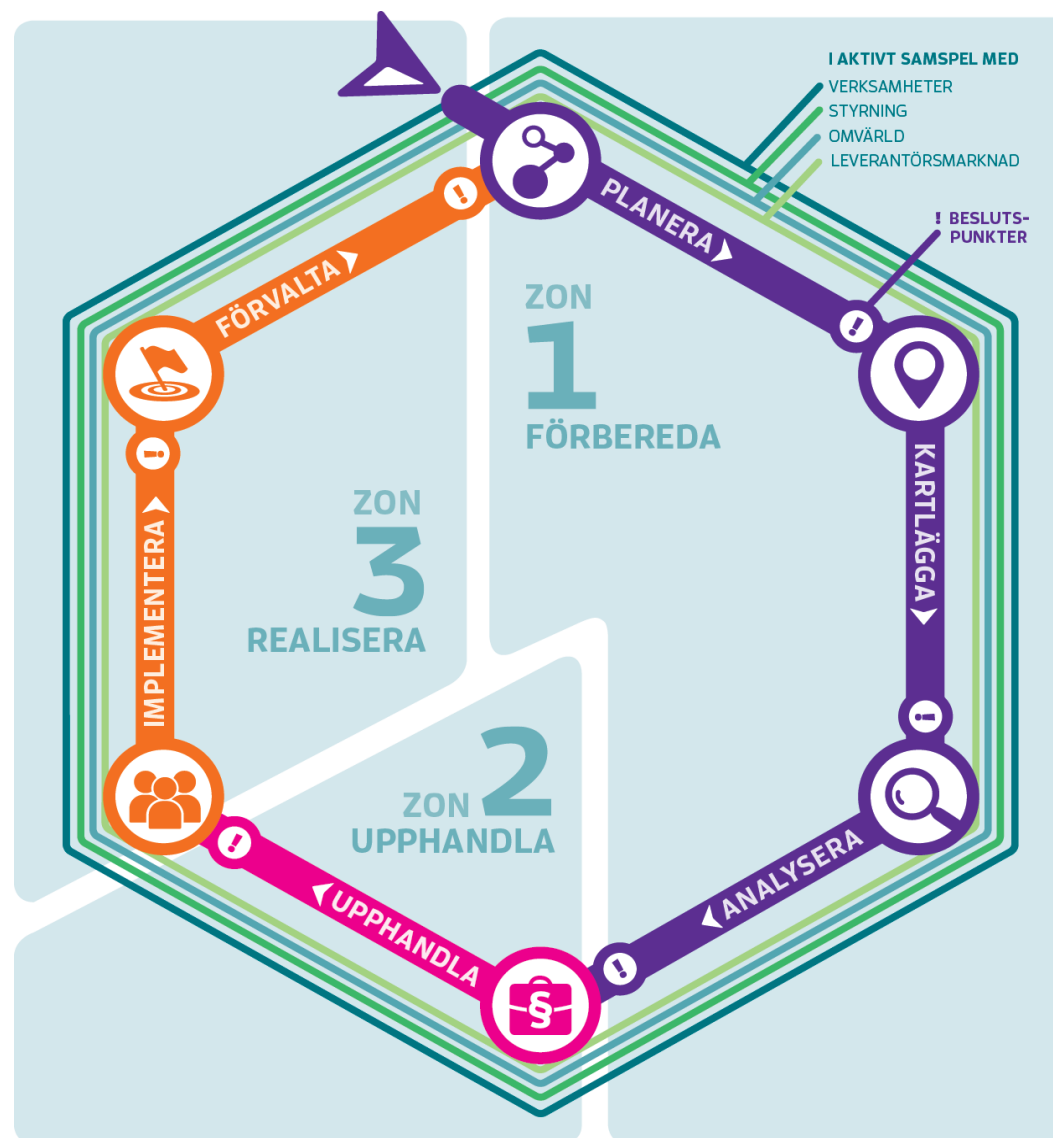 I AKTIVT SAMSPEL MED
VERKSAMHETER
STYRNING
OMVÄRLD
LEVERANTÖRSMARKNAD
! BESLUTS-
PUNKTER
!
PLANERA
FÖRVALTA
ZON
1
FÖRBEREDA
!
!
KARTLÄGGA
ZON
3
REALISERA
IMPLEMENTERA
!
ZON 2
UPPHANDLA
!
ANALYSERA
UPPHANDLA
!
§